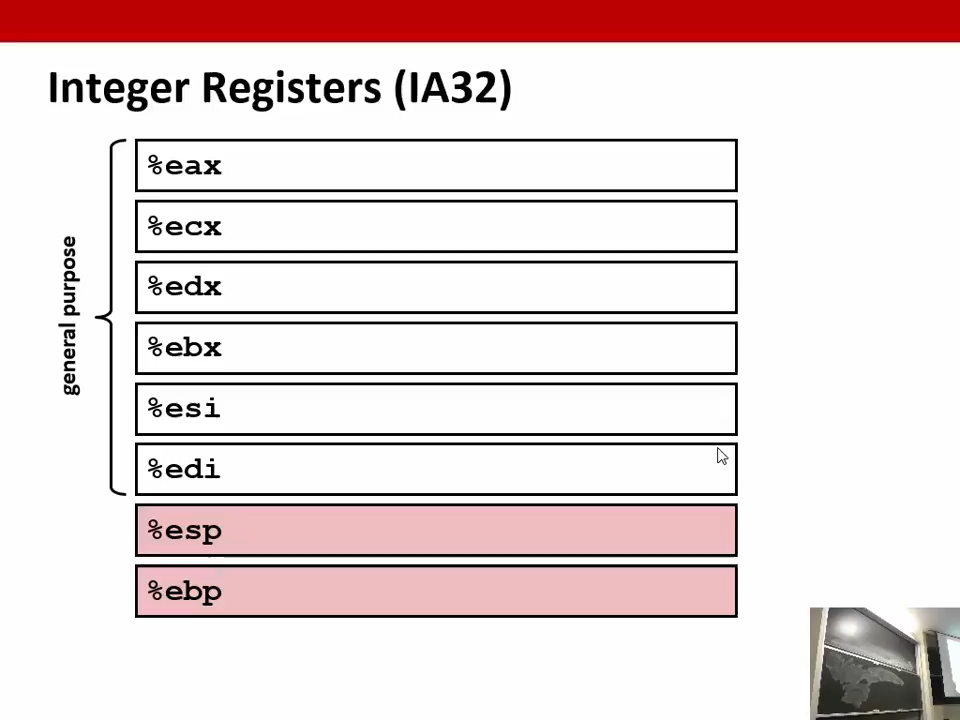 Integer Registers (IA32)
general purpose
%eax
%ecx
%edx
%ebx
%esi
%edi
%esp
%ebp